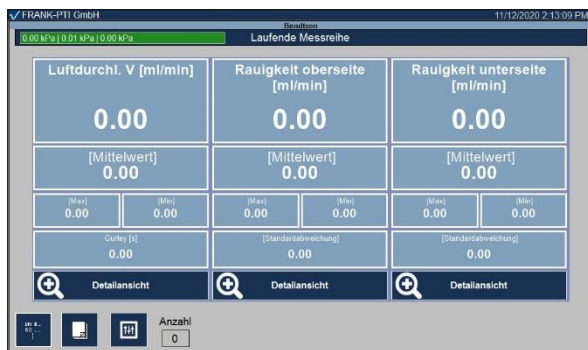 FRANK-PTI GmbH
11/12/2020 2:13:09 PM
Bendtsen
0.00 kPa | 0.01 kPa | 0.00 kPa
Laufende Messreihe
Luftdurchl. V [ml/min]
0.00
[Mittelwert]
0.00
[Max]
0.00
[Min]
0.00
Gurley [s]
0.00
Detailansicht
Rauigkeit oberseite
[ml/min]
0.00
[Mittelwert]
0.00
[Max]
0.00
[Min]
0.00
[Standardabweichung]
0.00
Detailansicht
Rauigkeit unterseite
[ml/min]
0.00
[Mittelwert]
0.00
[Max]
0.00
[Min]
0.00
[Standardabweichung]
0.00
Detailansicht
Anzahl
0